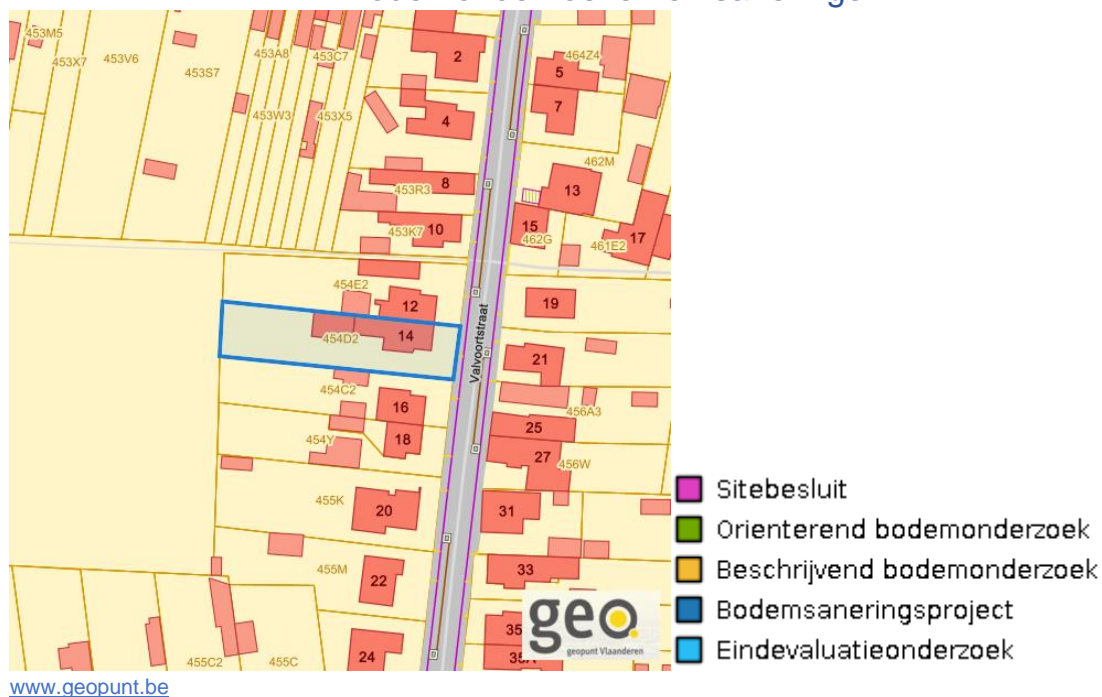 453M5
453X7
453V6
453S7
453A8
453C7
2
464Z4
5
7
453W3
453X5
4
462M
453R3
8
13
453K7
10
15
462G
461E2
17
454E2
12
19
454D2
14
Valvoortstraat
21
454C2
16
456A3
454Y
18
25
27
456W
455K
20
31
455M
22
33
35
35A
455C2
455C
24
geo
geopunt Vlaanderen
Sitebesluit
Orienterend bodemonderzoek
Beschrijvend bodemonderzoek
Bodemsaneringsproject
Eindevaluatieonderzoek
www.geopunt.be